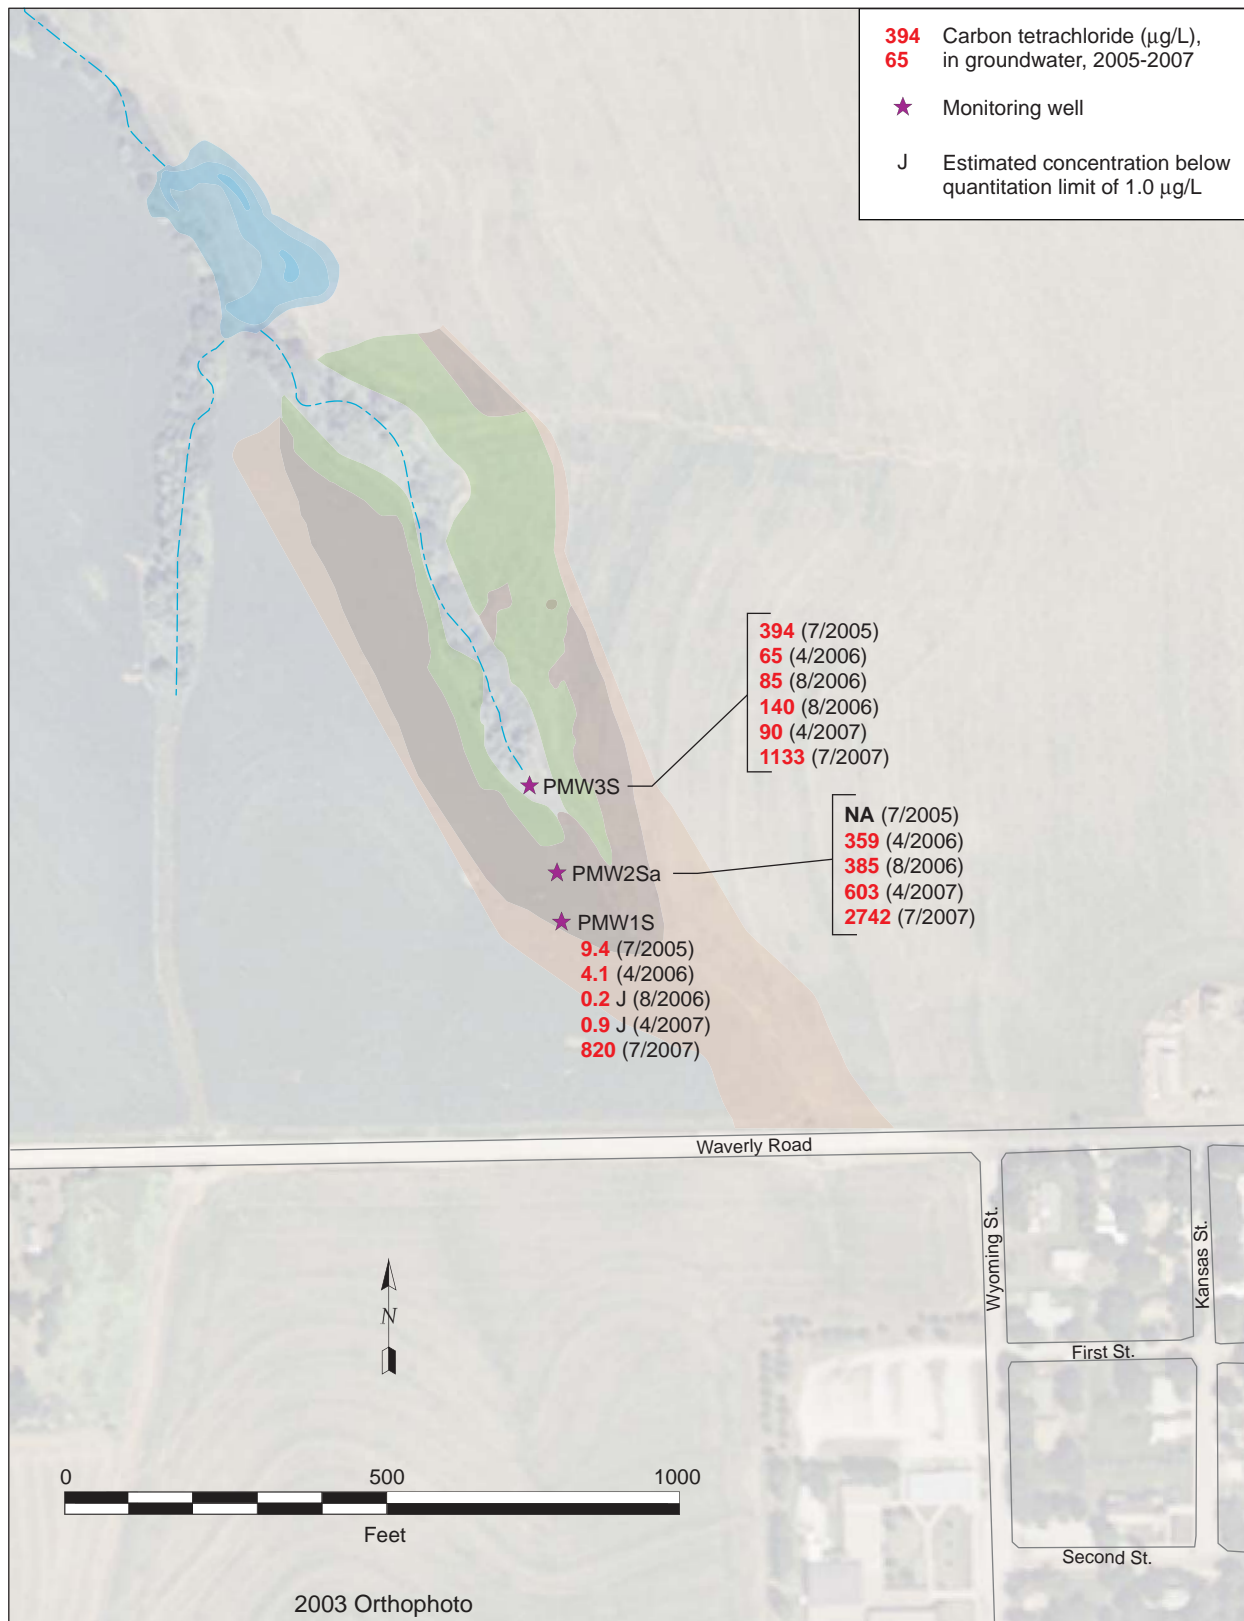 394 Carbon tetrachloride (μg/L),
65 in groundwater, 2005-2007
Monitoring well
J Estimated concentration below
quantitation limit of 1.0 μg/L
394 (7/2005)
65 (4/2006)
85 (8/2006)
140 (8/2006)
90 (4/2007)
1133 (7/2007)
PMW3S
NA (7/2005)
359 (4/2006)
385 (8/2006)
603 (4/2007)
2742 (7/2007)
PMW2Sa
PMW1S
9.4 (7/2005)
4.1 (4/2006)
0.2 J (8/2006)
0.9 J (4/2007)
820 (7/2007)
Waverly Road
Wyoming St.
Kansas St.
First St.
Second St.
N
0 500 1000
Feet
2003 Orthophoto